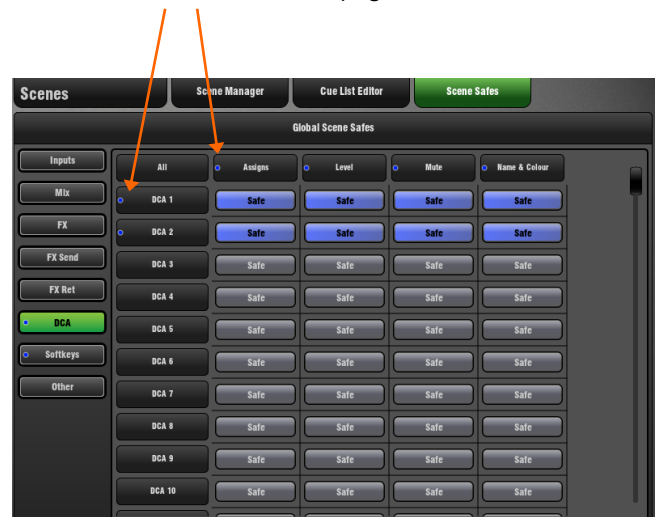 Scenes
Scene Manager
Cue List Editor
Scene Safes
Global Scene Safes
Inputs
Mix
FX
FX Send
FX Ret
DCA
Softkeys
Other
All Assigns Level Mute Name & Colour
DCA 1 Safe Safe Safe Safe
DCA 2 Safe Safe Safe Safe
DCA 3 Safe Safe Safe Safe
DCA 4 Safe Safe Safe Safe
DCA 5 Safe Safe Safe Safe
DCA 6 Safe Safe Safe Safe
DCA 7 Safe Safe Safe Safe
DCA 8 Safe Safe Safe Safe
DCA 9 Safe Safe Safe Safe
DCA 10 Safe Safe Safe Safe